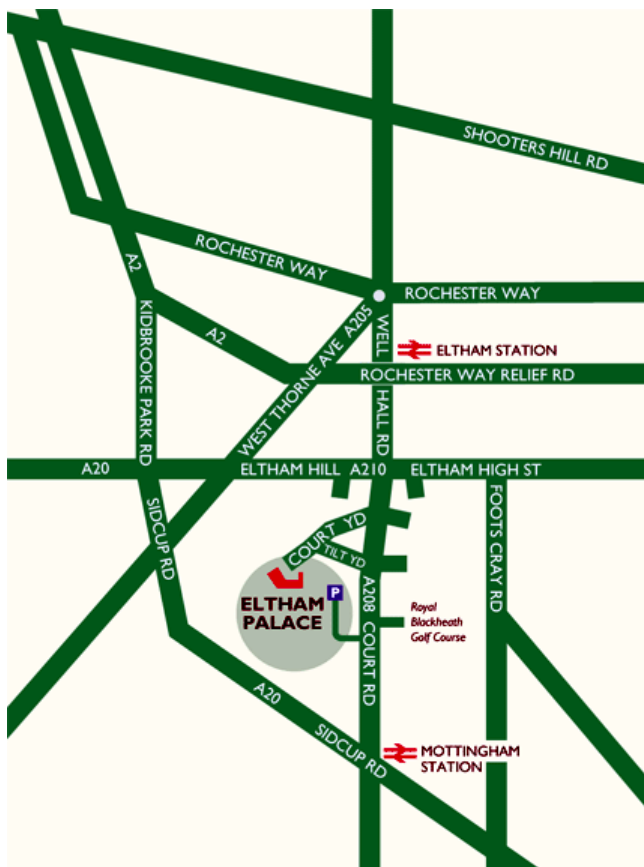 SHOOTERS HILL RD
ROCHESTER WAY
A2
ROCHESTER WAY
KIDBROOKE PARK RD
A2
WEST THORNE AVE A205
WELL
HALL RD
ELTHAM STATION
ROCHESTER WAY RELIEF RD
A20
ELTHAM HILL
A210
ELTHAM HIGH ST
SIDCUP RD
COURT YD
TILT YD
FOOTS CRAY RD
ELTHAM
PALACE
P
A208
COURT RD
Royal
Blackheath
Golf Course
A20
SIDCUP RD
MOTTINGHAM
STATION